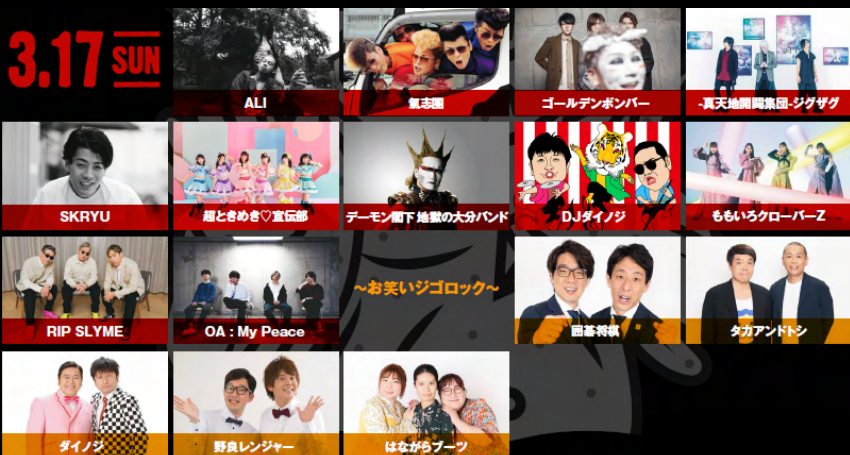 3.17 SUN
ALI
氣志團
ゴールデンボンバー
-真天地開闢集団-ジグザグ
SKRYU
超ときめき♡宣伝部
デーモン閣下 地獄の大分バンド
DJダイノジ
ももいろクローバーZ
RIP SLYME
OA : My Peace
〜お笑いジゴロック〜
囲碁将棋
タカアンドトシ
ダイノジ
野良レンジャー
はながらブーツ